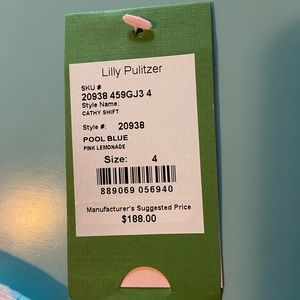 Lilly Pulitzer
SKU #
20938 459GJ3 4
Style Name:
CATHY SHIFT
Style #: 20938
POOL BLUE
PINK LEMONADE
Size: 4
889069 056940
Manufacturer's Suggested Price
$188.00